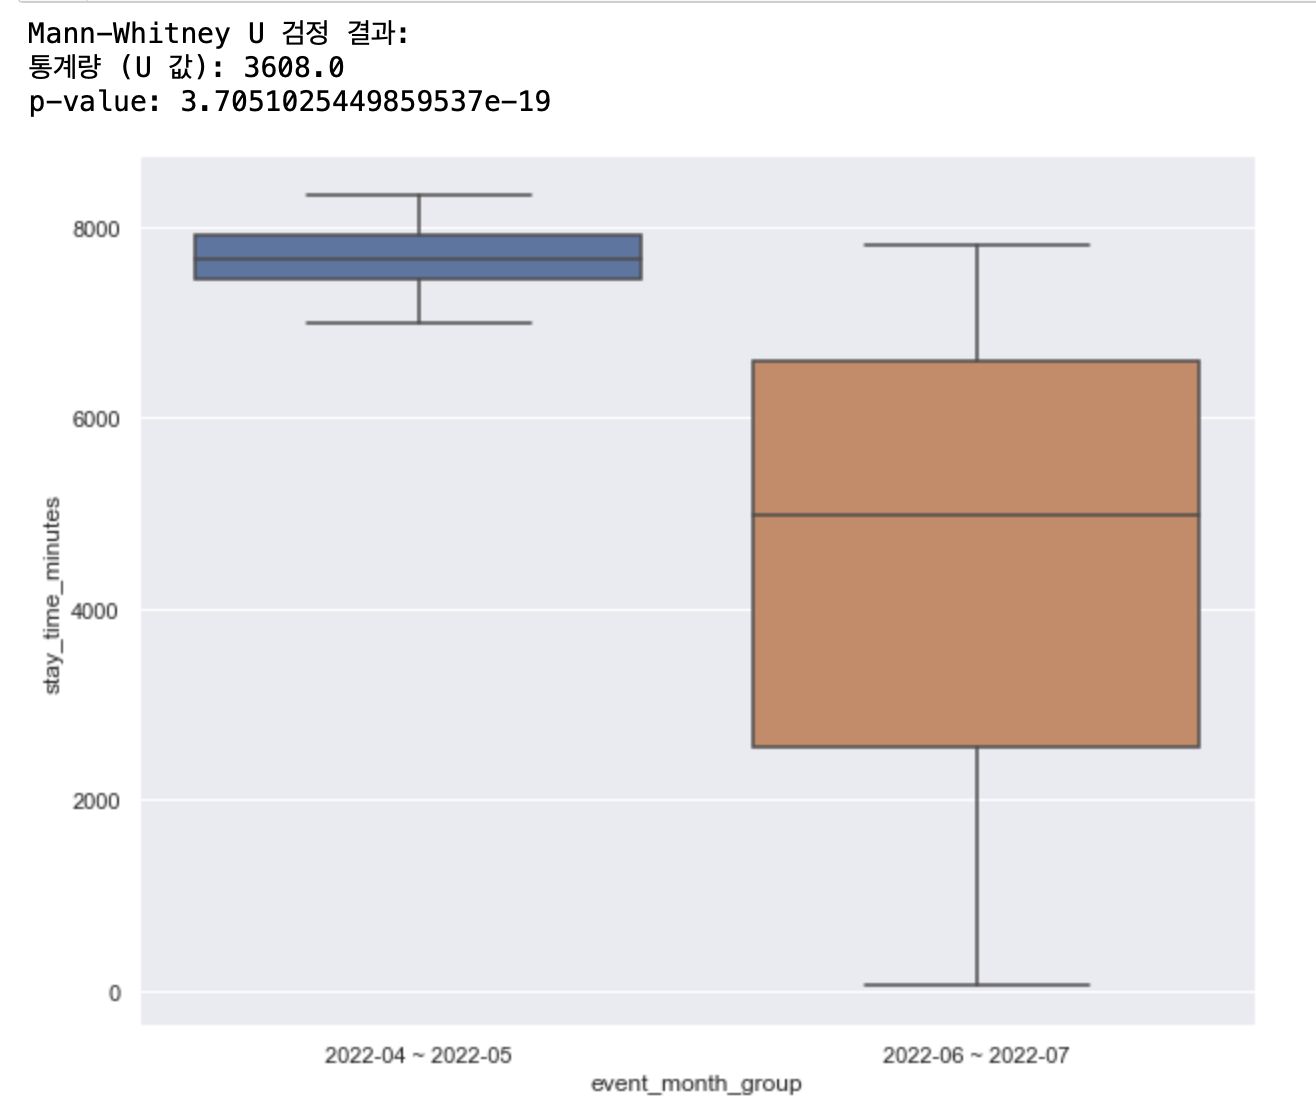 Mann-Whitney U 검정 결과:
통계량 (U 값): 3608.0
p-value: 3.7051025449859537e-19
8000
6000
4000
2000
0
stay_time_minutes
2022-04 ~ 2022-05
2022-06 ~ 2022-07
event_month_group